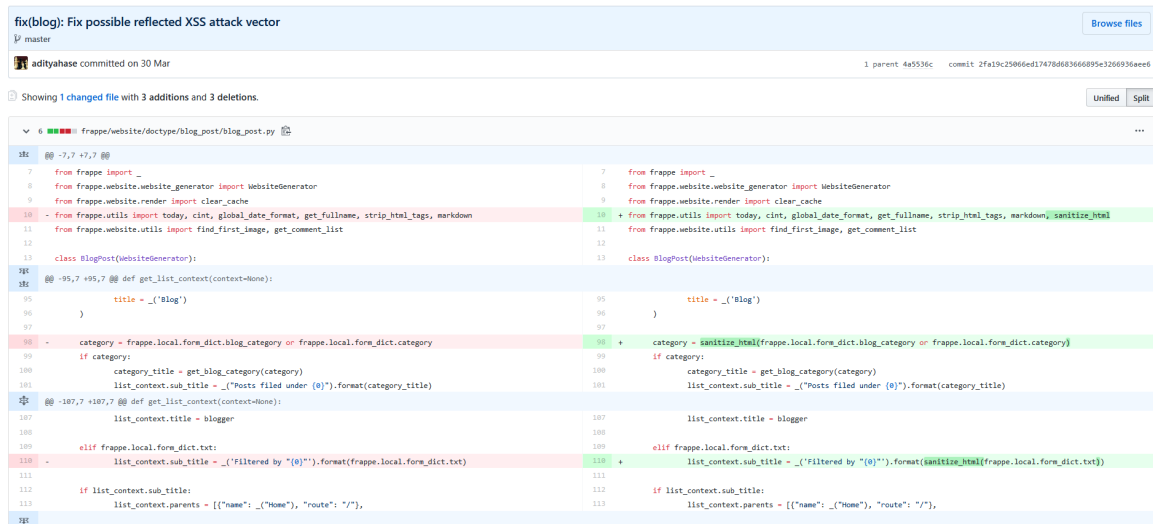 fix(blog): Fix possible reflected XSS attack vector
Browse files
master
adityahase committed on 30 Mar
1 parent 4a5536c commit 2fa19c25066ed17478d683666895e3266936aee6
Showing 1 changed file with 3 additions and 3 deletions.
Unified Split
6 frappe/website/doctype/blog_post/blog_post.py
@@ -7,7 +7,7 @@
7 from frappe import _ 7 from frappe import _
8 from frappe.website.website_generator import WebsiteGenerator 8 from frappe.website.website_generator import WebsiteGenerator
9 from frappe.website.render import clear_cache 9 from frappe.website.render import clear_cache
10 - from frappe.utils import today, cint, global_date_format, get_fullname, strip_html_tags, markdown 10 + from frappe.utils import today, cint, global_date_format, get_fullname, strip_html_tags, markdown, sanitize_html
11 from frappe.website.utils import find_first_image, get_comment_list 11 from frappe.website.utils import find_first_image, get_comment_list
12 12
13 class BlogPost(WebsiteGenerator): 13 class BlogPost(WebsiteGenerator):
@@ -95,7 +95,7 @@ def get_list_context(context=None):
95 title = _('Blog') 95 title = _('Blog')
96 ) 96 )
97 97
98 - category = frappe.local.form_dict.blog_category or frappe.local.form_dict.category 98 + category = sanitize_html(frappe.local.form_dict.blog_category or frappe.local.form_dict.category)
99 if category: 99 if category:
100 category_title = get_blog_category(category) 100 category_title = get_blog_category(category)
101 list_context.sub_title = _("Posts filed under {0}").format(category_title) 101 list_context.sub_title = _("Posts filed under {0}").format(category_title)
@@ -107,7 +107,7 @@ def get_list_context(context=None):
107 list_context.title = blogger 107 list_context.title = blogger
108 108
109 elif frappe.local.form_dict.txt: 109 elif frappe.local.form_dict.txt:
110 - list_context.sub_title = _('Filtered by "{0}"').format(frappe.local.form_dict.txt) 110 + list_context.sub_title = _('Filtered by "{0}"').format(sanitize_html(frappe.local.form_dict.txt))
111 111
112 if list_context.sub_title: 112 if list_context.sub_title:
113 list_context.parents = [{"name": _("Home"), "route": "/"}, 113 list_context.parents = [{"name": _("Home"), "route": "/"},